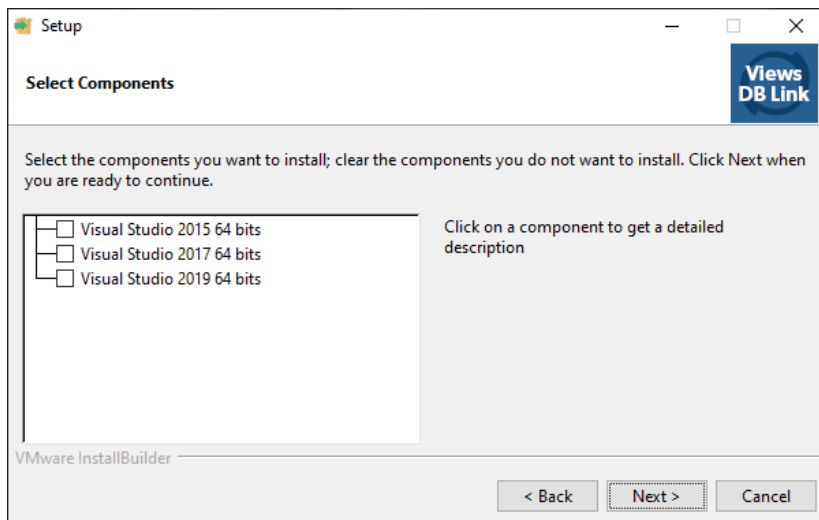 Setup
Select Components
Views
DB Link
Select the components you want to install; clear the components you do not want to install. Click Next when
you are ready to continue.
Visual Studio 2015 64 bits
Visual Studio 2017 64 bits
Visual Studio 2019 64 bits
Click on a component to get a detailed
description
VMware InstallBuilder
< Back
Next >
Cancel